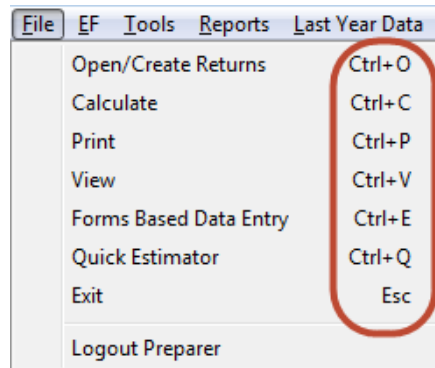 File EF Tools Reports Last Year Data
Open/Create Returns Ctrl+O
Calculate Ctrl+C
Print Ctrl+P
View Ctrl+V
Forms Based Data Entry Ctrl+E
Quick Estimator Ctrl+Q
Exit Esc
Logout Preparer